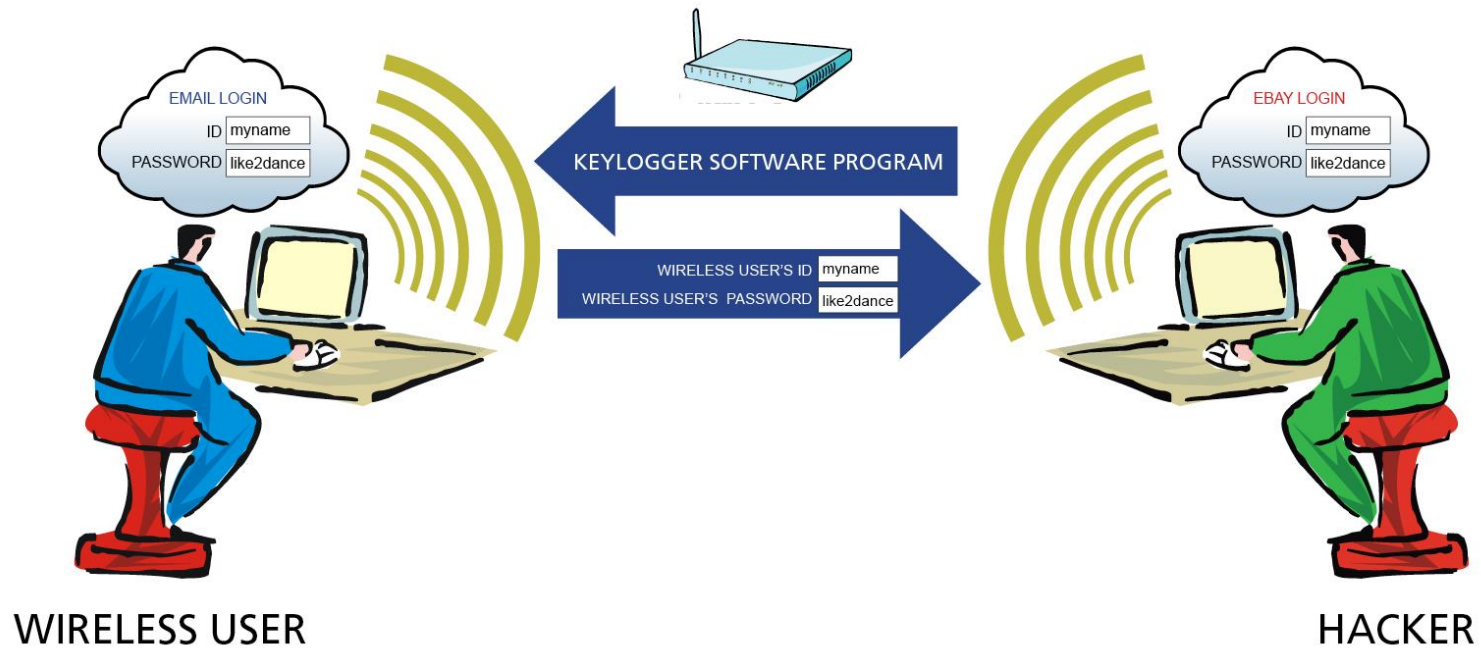 EMAIL LOGIN
ID myname
PASSWORD like2dance
KEYLOGGER SOFTWARE PROGRAM
WIRELESS USER'S ID myname
WIRELESS USER'S PASSWORD like2dance
EBAY LOGIN
ID myname
PASSWORD like2dance
WIRELESS USER
HACKER